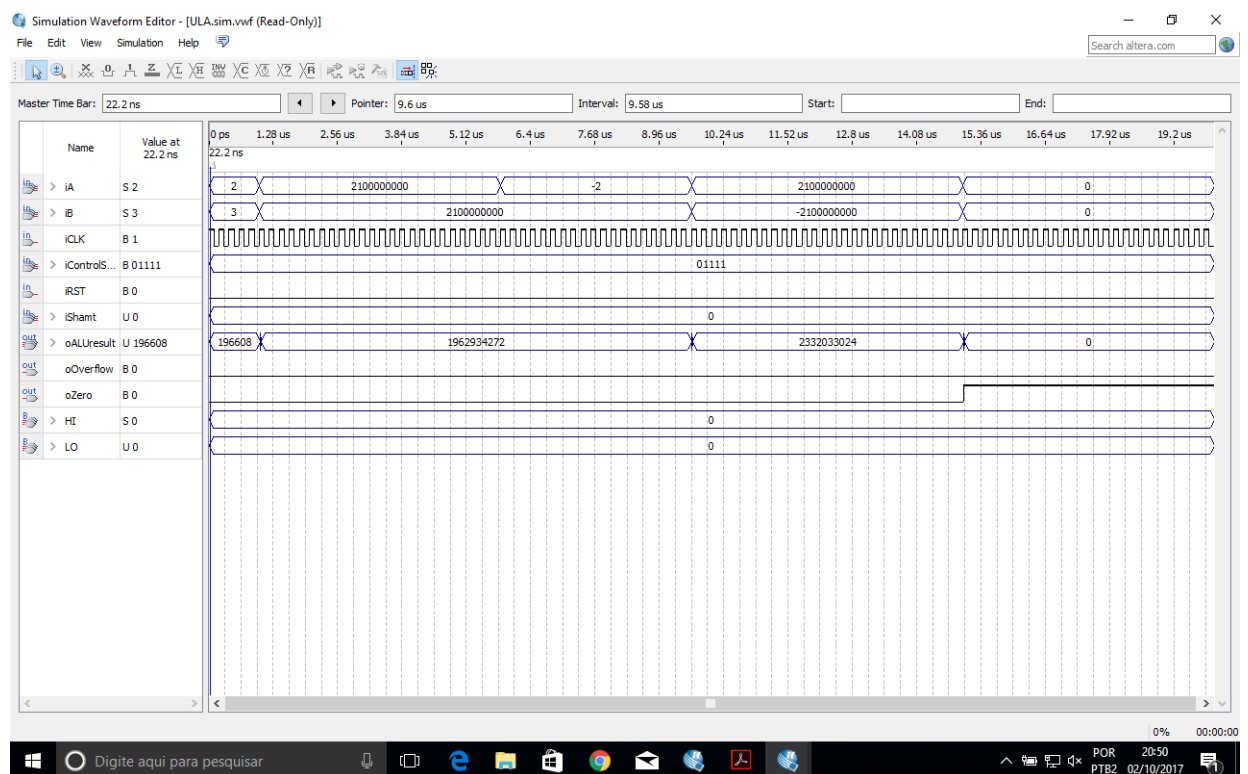 Simulation Waveform Editor - [ULA.sim.vwf (Read-Only)]
File Edit View Simulation Help
Search altera.com
Master Time Bar: 22.2 ns Pointer: 9.6 us Interval: 9.58 us Start: End:
Name Value at 22.2 ns
0 ps 1.28 us 2.56 us 3.84 us 5.12 us 6.4 us 7.68 us 8.96 us 10.24 us 11.52 us 12.8 us 14.08 us 15.36 us 16.64 us 17.92 us 19.2 us
22.2 ns
iA S 2 2 2100000000 -2 2100000000 0
iB S 3 3 2100000000 -2100000000 0
iCLK B 1
iControlS... B 01111 01111
iRST B 0
iShamt U 0 0
oALUresult U 196608 196608 1962934272 2332033024 0
oOverflow B 0
oZero B 0
HI S 0 0
LO U 0 0
0% 00:00:00
Digite aqui para pesquisar
POR 20:50
PTB2 02/10/2017